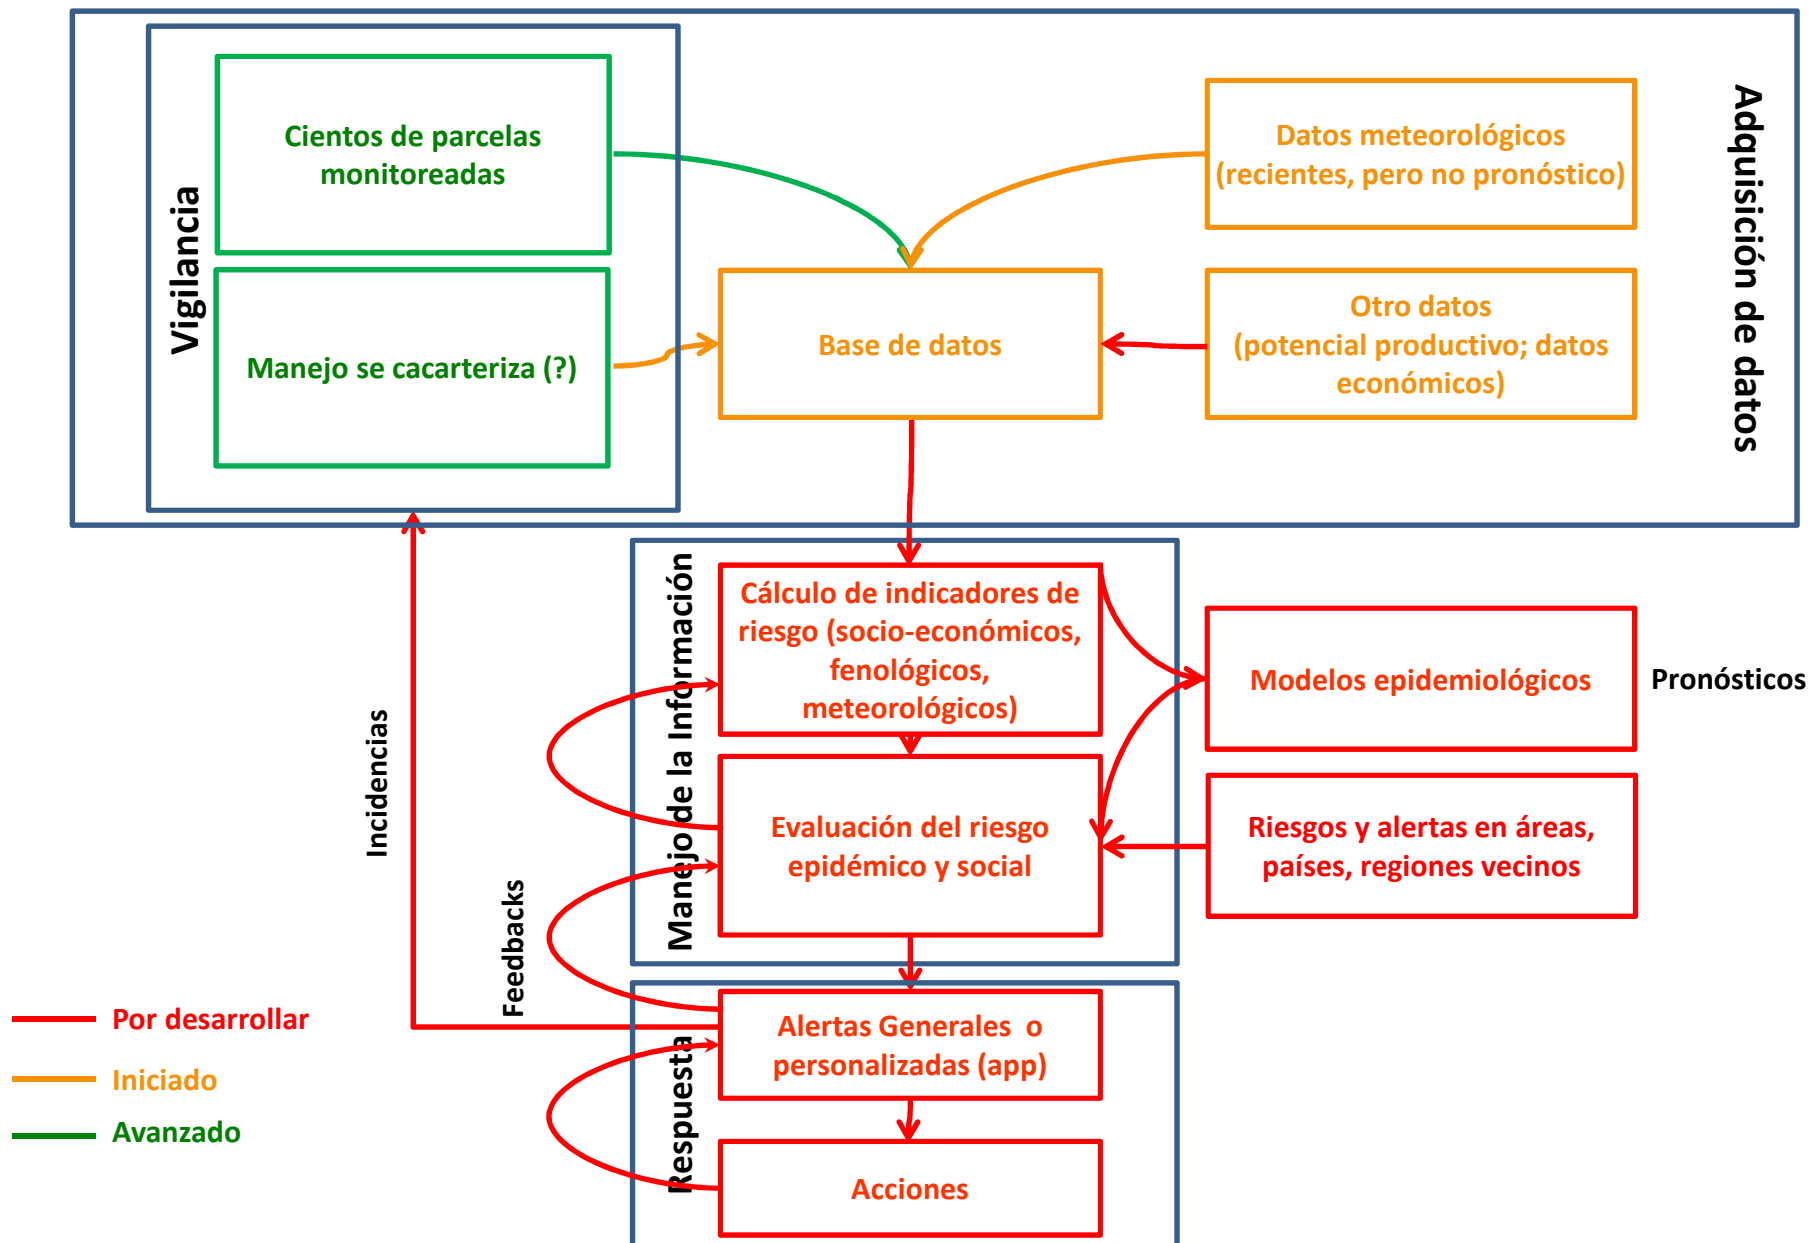 Adquisición de datos
Vigilancia
Cientos de parcelas
monitoreadas
Manejo se cacarteriza (?)
Datos meteorológicos
(recientes, pero no pronóstico)
Base de datos
Otro datos
(potencial productivo; datos
económicos)
Manejo de la Información
Cálculo de indicadores de
riesgo (socio-económicos,
fenológicos,
meteorológicos)
Modelos epidemiológicos
Pronósticos
Evaluación del riesgo
epidémico y social
Riesgos y alertas en áreas,
países, regiones vecinos
Incidencias
Feedbacks
Respuesta
Alertas Generales o
personalizadas (app)
Acciones
Por desarrollar
Iniciado
Avanzado